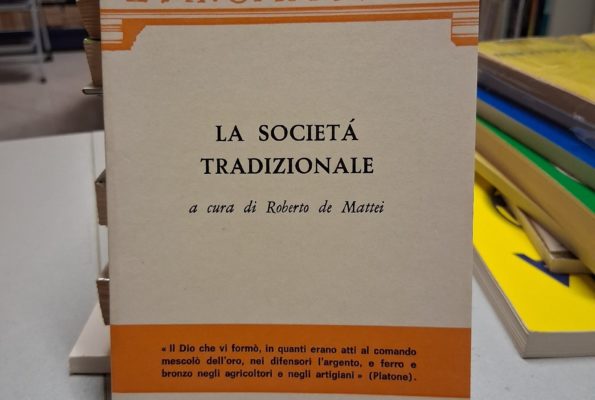 LA SOCIETÁ
TRADIZIONALE
a cura di Roberto de Mattei
« Il Dio che vi formò, in quanti erano atti al comando
mescolò dell'oro, nei difensori l'argento, e ferro e
bronzo negli agricoltori e negli artigiani » (Platone).